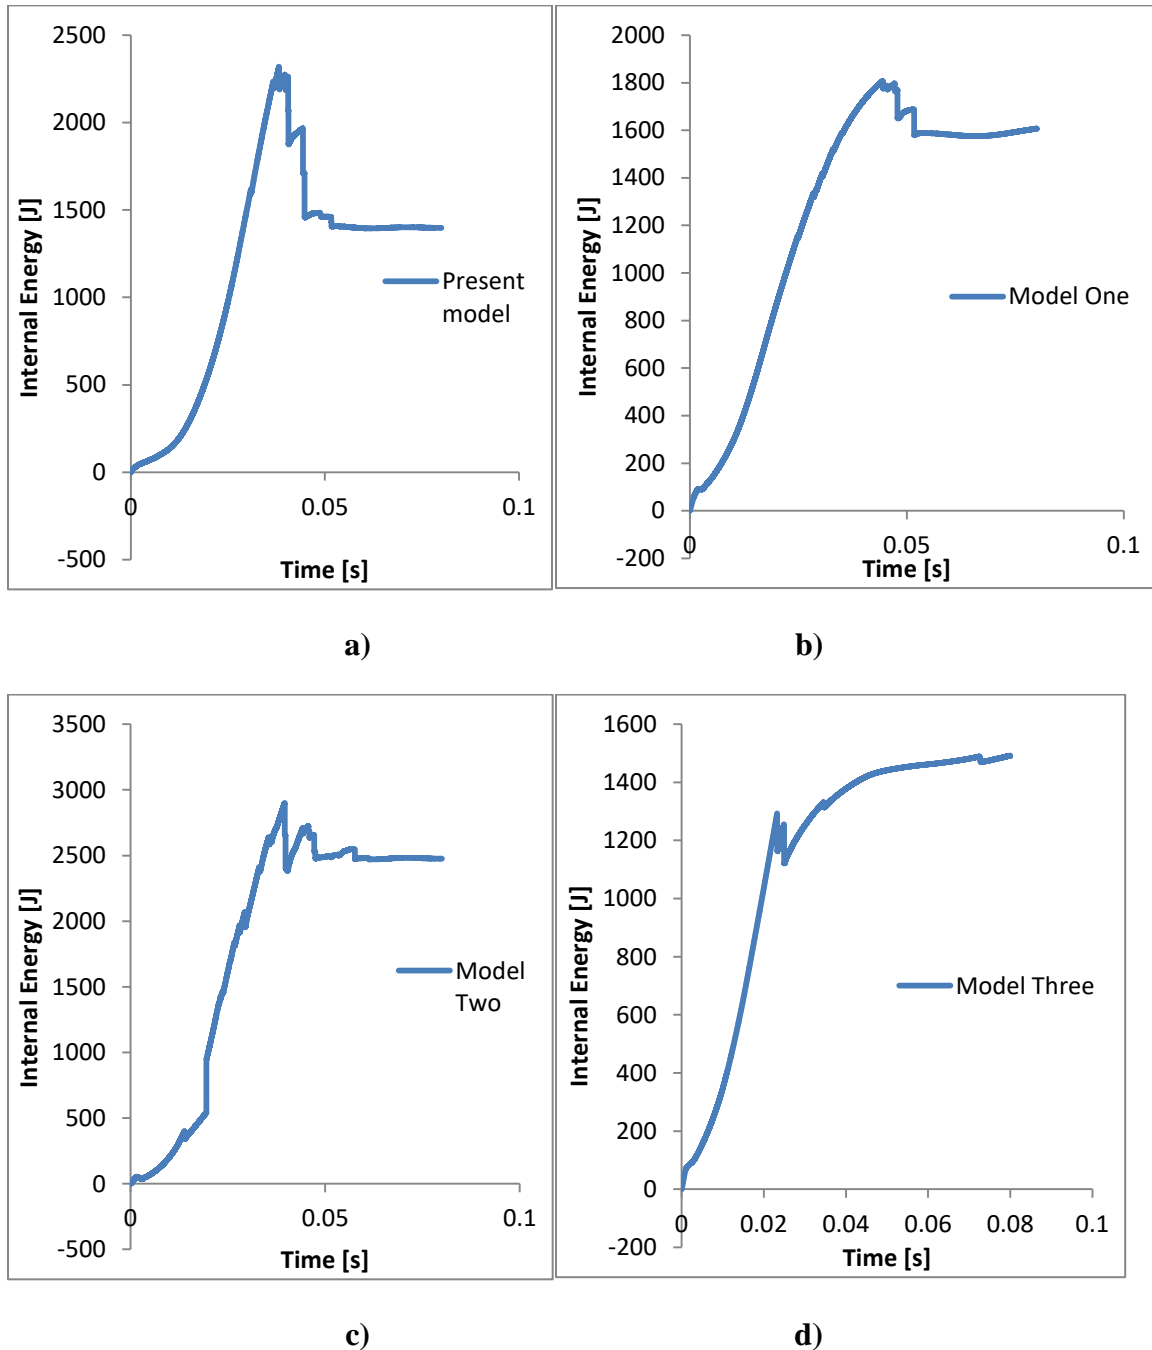 2500
2000
1500
1000
500
0
-500
0
0.05
0.1
Internal Energy [J]
Time [s]
Present
model
a)
2000
1800
1600
1400
1200
1000
800
600
400
200
0
-200
0
0.05
0.1
Internal Energy [J]
Time [s]
Model One
b)
3500
3000
2500
2000
1500
1000
500
0
-500
0
0.05
0.1
Internal Energy [J]
Time [s]
Model
Two
c)
1600
1400
1200
1000
800
600
400
200
0
-200
0
0.02
0.04
0.06
0.08
0.1
Internal Energy [J]
Time [s]
Model Three
d)